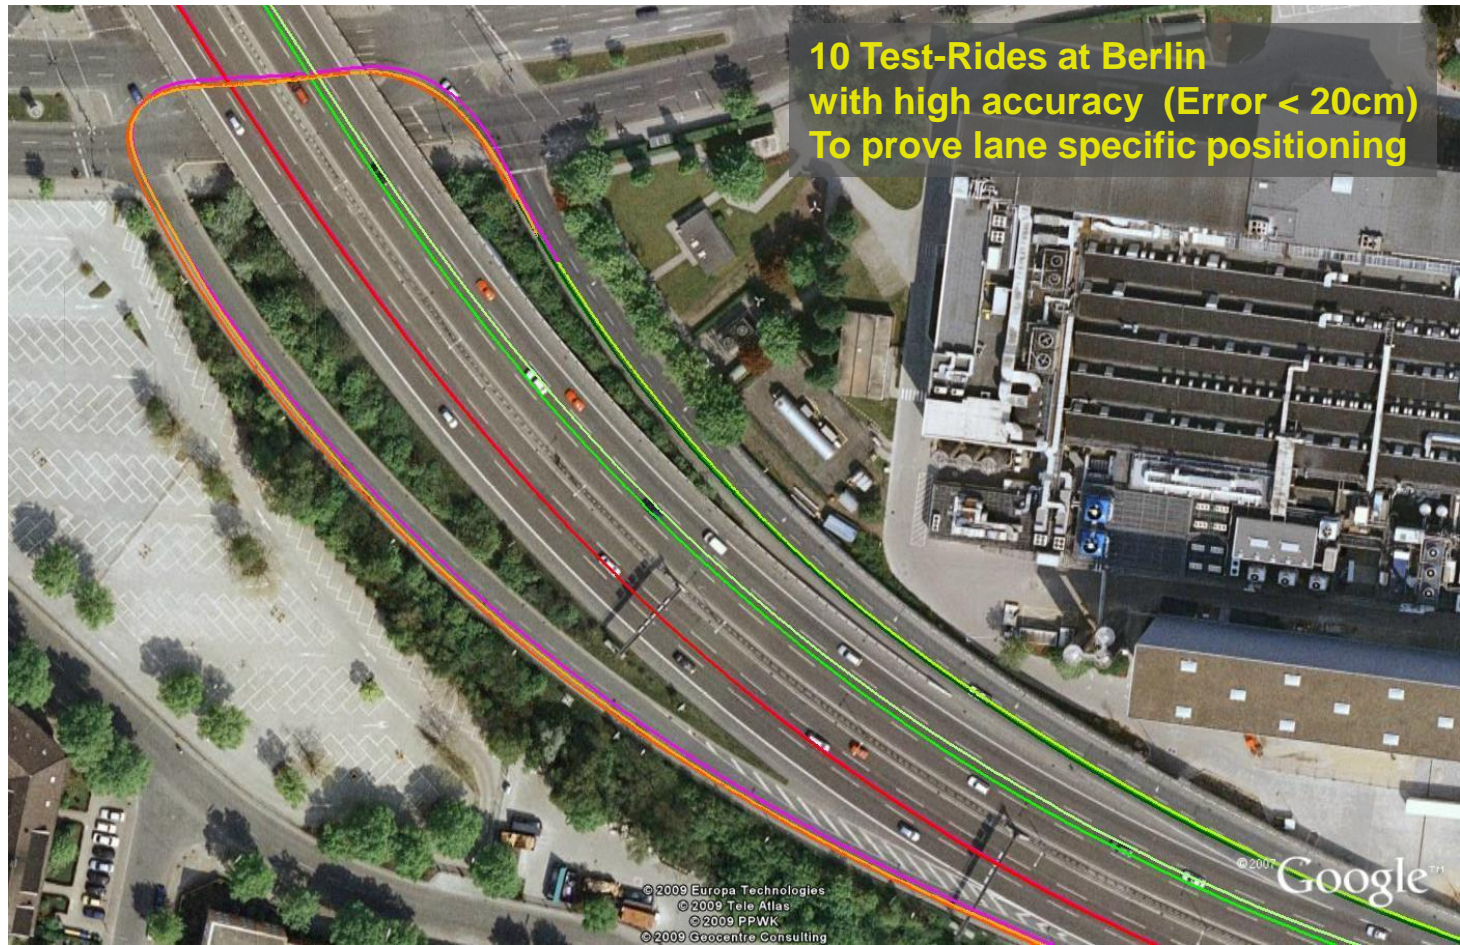 10 Test-Rides at Berlin
with high accuracy (Error < 20cm)
To prove lane specific positioning
©2007 Google™
© 2009 Europa Technologies
© 2009 Tele Atlas
© 2009 PPWK
© 2009 Geocentre Consulting